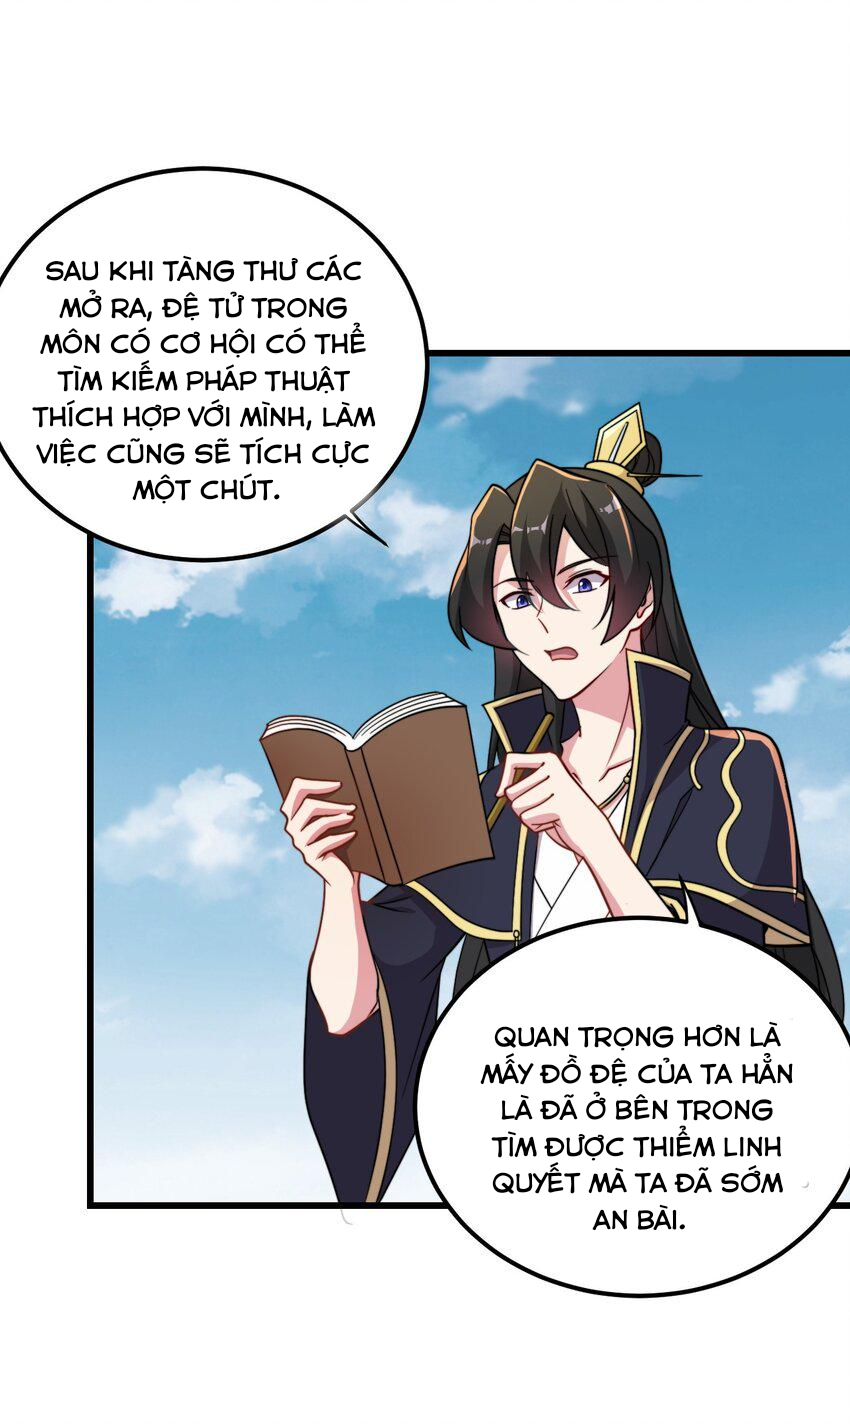 SAU KHI TÀNG THƯ CÁC
MỞ RA, ĐỆ TỬ TRONG
MÔN CÓ CƠ HỘI CÓ THỂ
TÌM KIẾM PHÁP THUẬT
THÍCH HỢP VỚI MÌNH, LÀM
VIỆC CŨNG SẼ TÍCH CỰC
MỘT CHÚT.
QUAN TRỌNG HƠN LÀ
MẤY ĐỒ ĐỆ CỦA TA HẲN
LÀ ĐÃ Ở BÊN TRONG
TÌM ĐƯỢC THIỂM LINH
QUYẾT MÀ TA ĐÃ SỚM
AN BÀI.